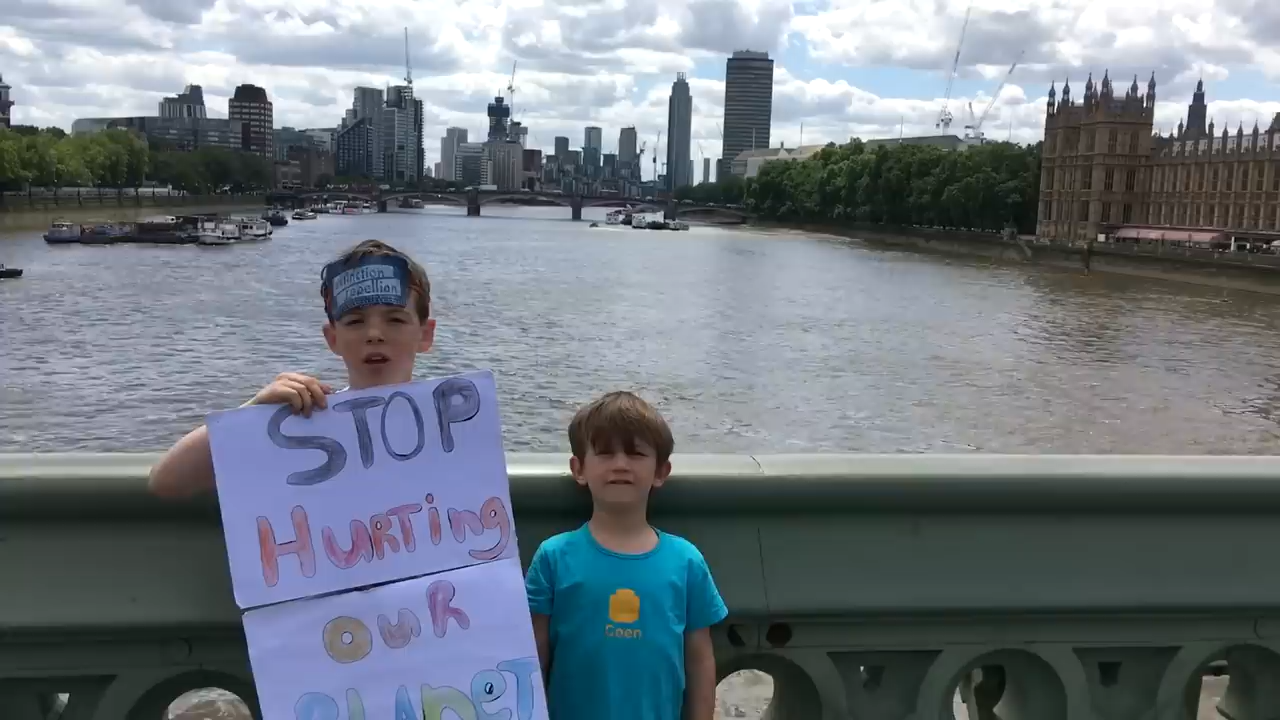 extinction
rebellion
STOP
HURTing
OUR
PLANeT
Coen